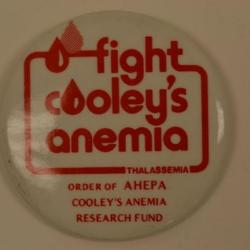 fight
cooley's
anemia
THALASSEMIA
ORDER OF AHEPA
COOLEY'S ANEMIA
RESEARCH FUND